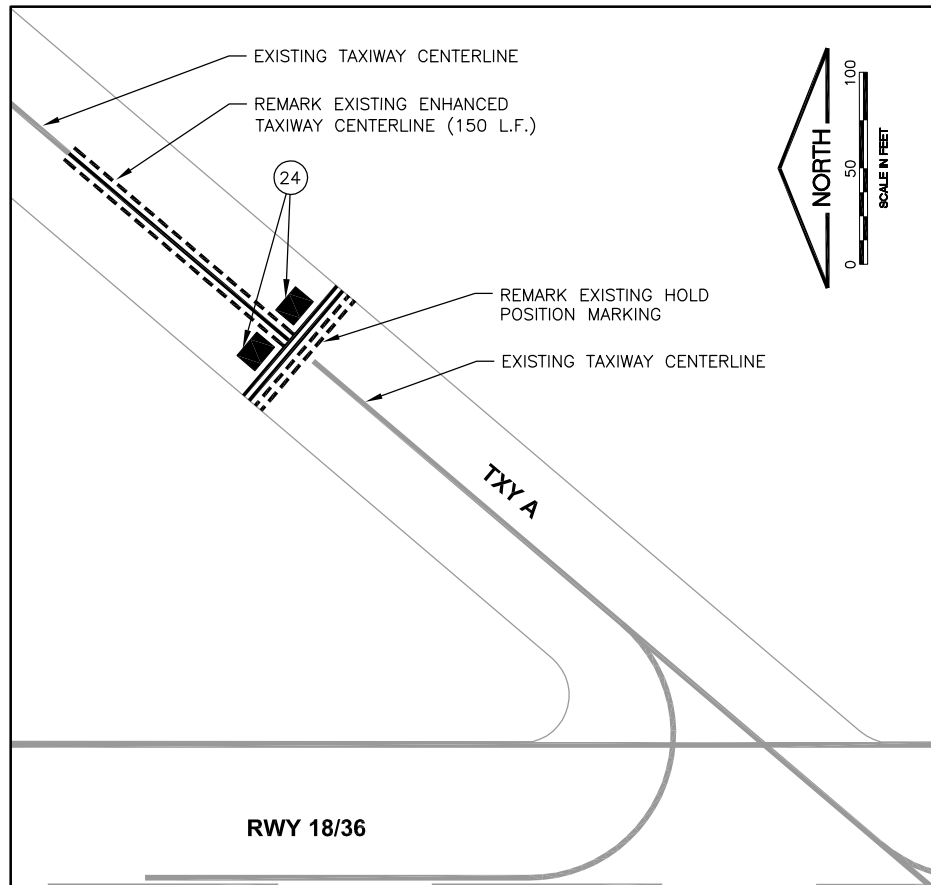 EXISTING TAXIWAY CENTERLINE
REMARK EXISTING ENHANCED
TAXIWAY CENTERLINE (150 L.F.)
24
NORTH
0 50 100
SCALE IN FEET
REMARK EXISTING HOLD
POSITION MARKING
EXISTING TAXIWAY CENTERLINE
TXY A
RWY 18/36